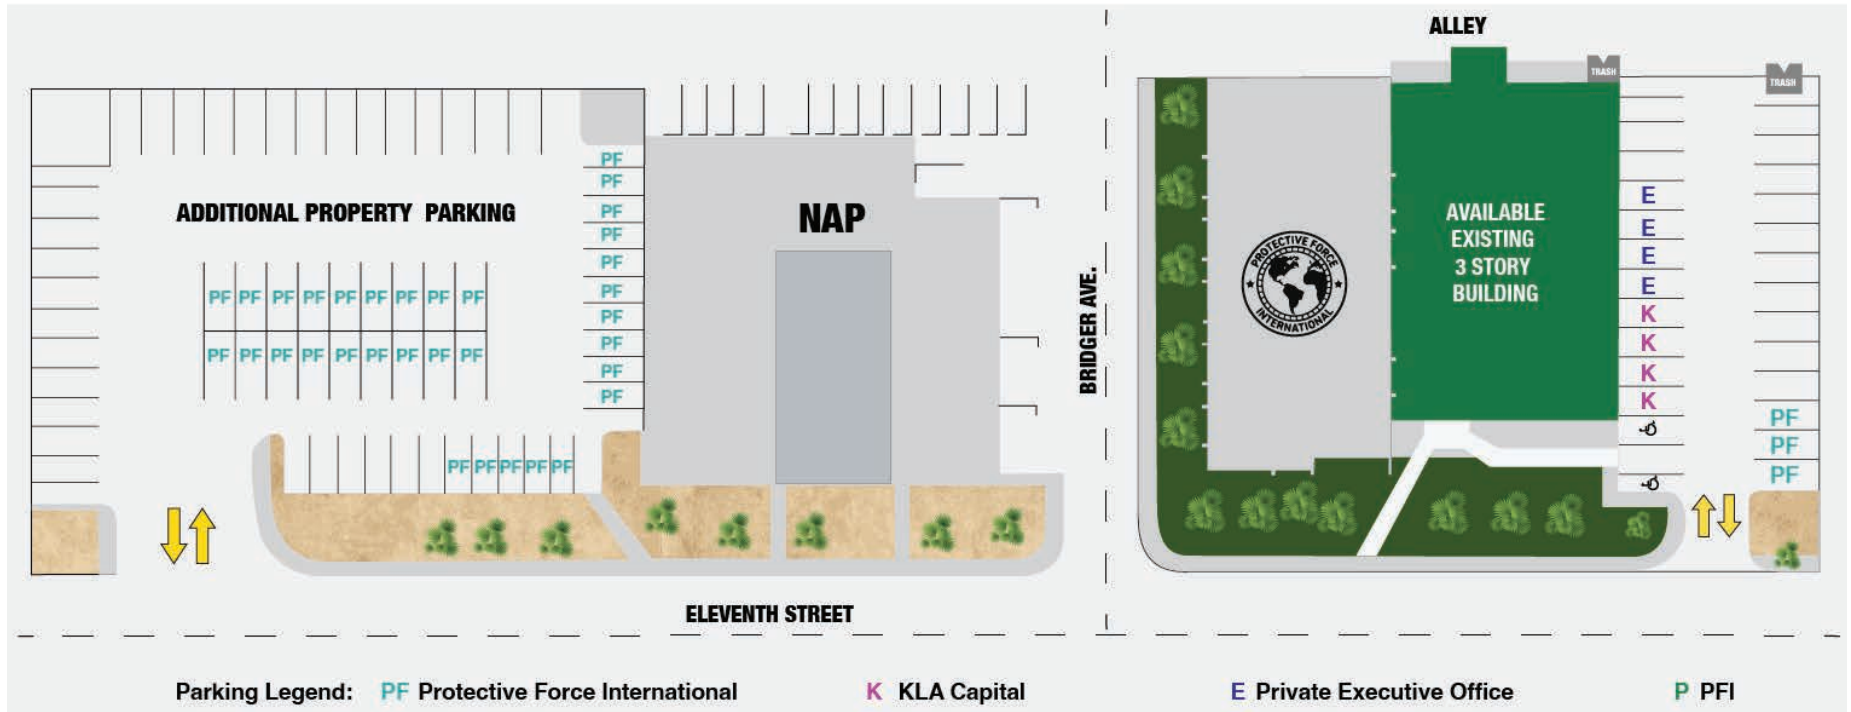 ALLEY
TRASH
TRASH
PF
PF
PF
PF
PF
PF
PF
PF
PF
PF
ADDITIONAL PROPERTY PARKING
NAP
PF PF PF PF PF PF PF PF PF
PF PF PF PF PF PF PF PF PF
PF PF PF PF PF
BRIDGER AVE.
PROTECTIVE FORCE
INTERNATIONAL
AVAILABLE
EXISTING
3 STORY
BUILDING
E
E
E
E
K
K
K
K
PF
PF
PF
ELEVENTH STREET
Parking Legend: PF Protective Force International K KLA Capital E Private Executive Office P PFI